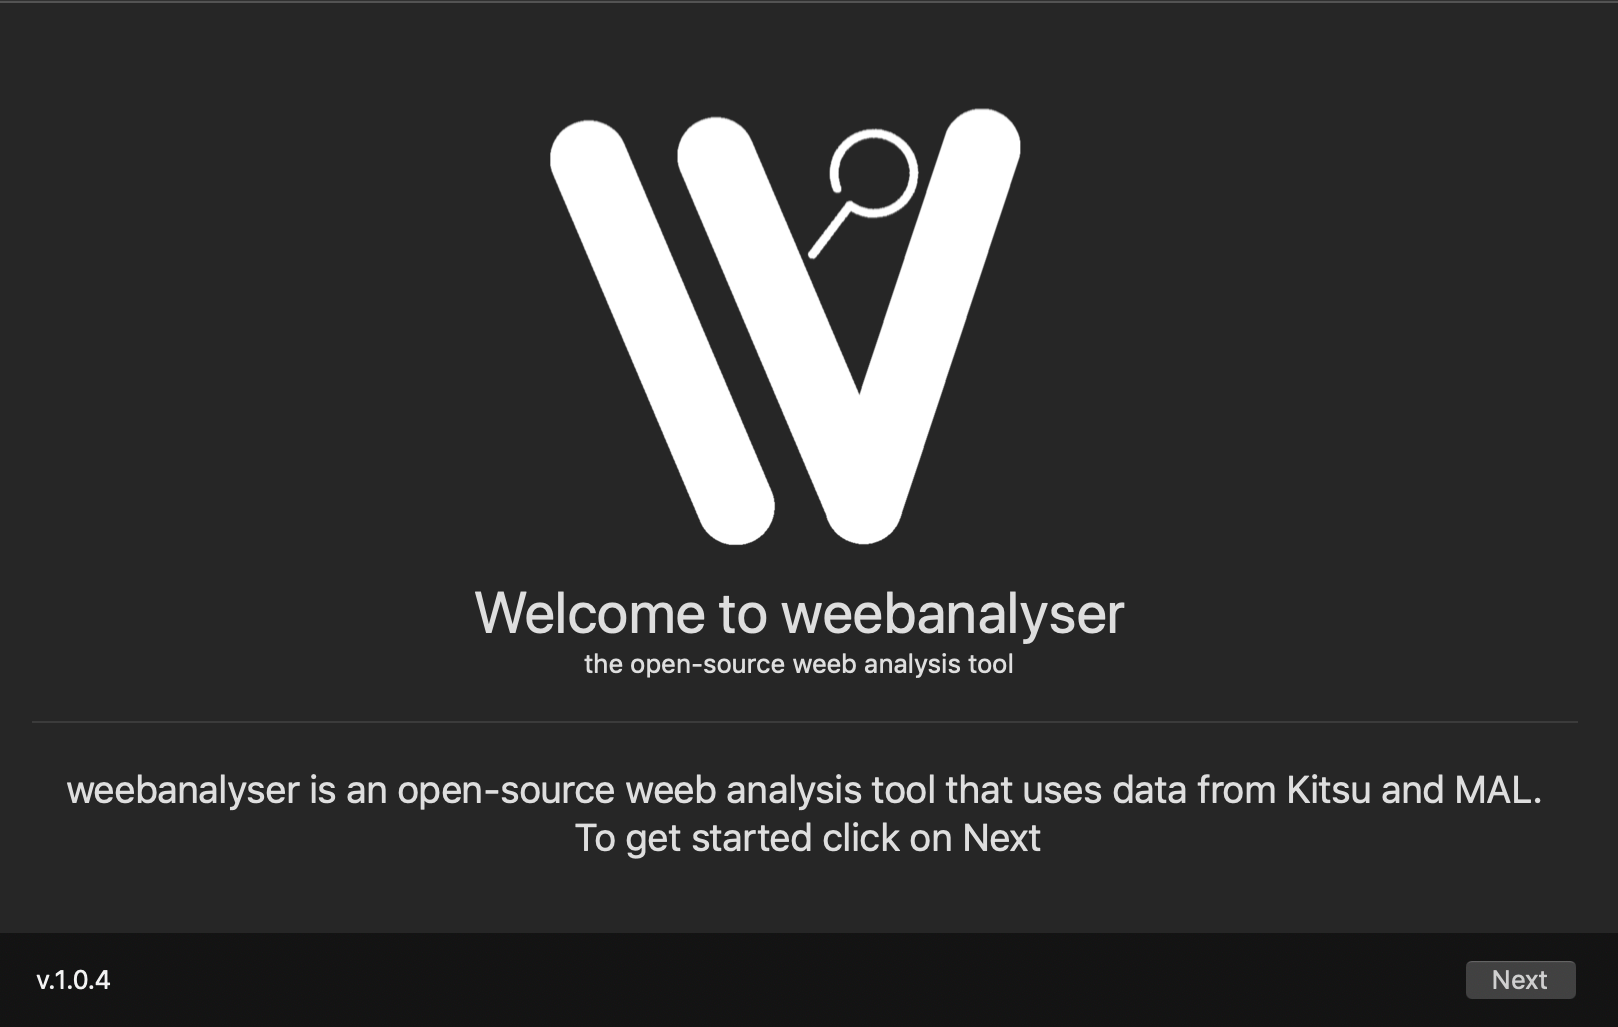 W
Welcome to weebanalyser
the open-source weeb analysis tool
weebanalyser is an open-source weeb analysis tool that uses data from Kitsu and MAL.
To get started click on Next
v.1.0.4
Next